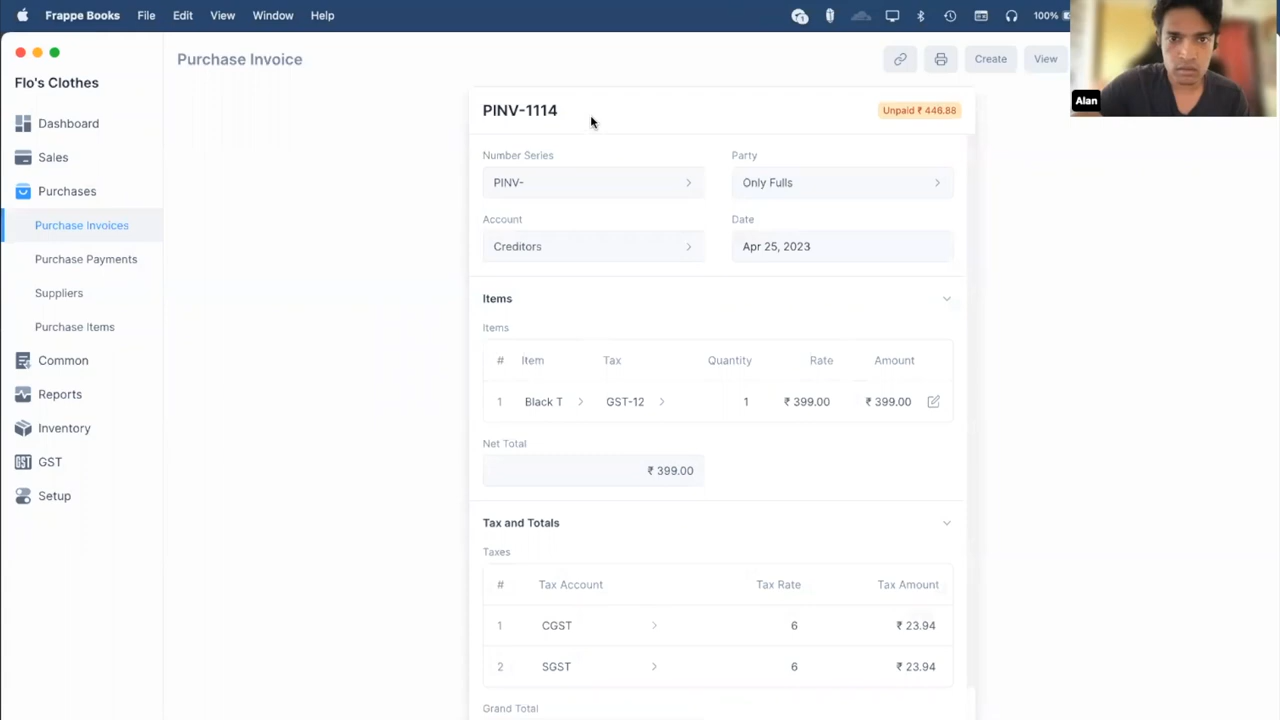 Frappe Books File Edit View Window Help 100%
Flo's Clothes
Dashboard
Sales
Purchases
Purchase Invoices
Purchase Payments
Suppliers
Purchase Items
Common
Reports
Inventory
GST GST
Setup
Purchase Invoice Create View
Alan
PINV-1114 Unpaid ₹ 446.88
Number Series Party
PINV- Only Fulls
Account Date
Creditors Apr 25, 2023
Items
Items
# Item Tax Quantity Rate Amount
1 Black T GST-12 1 ₹ 399.00 ₹ 399.00
Net Total
₹ 399.00
Tax and Totals
Taxes
# Tax Account Tax Rate Tax Amount
1 CGST 6 ₹ 23.94
2 SGST 6 ₹ 23.94
Grand Total